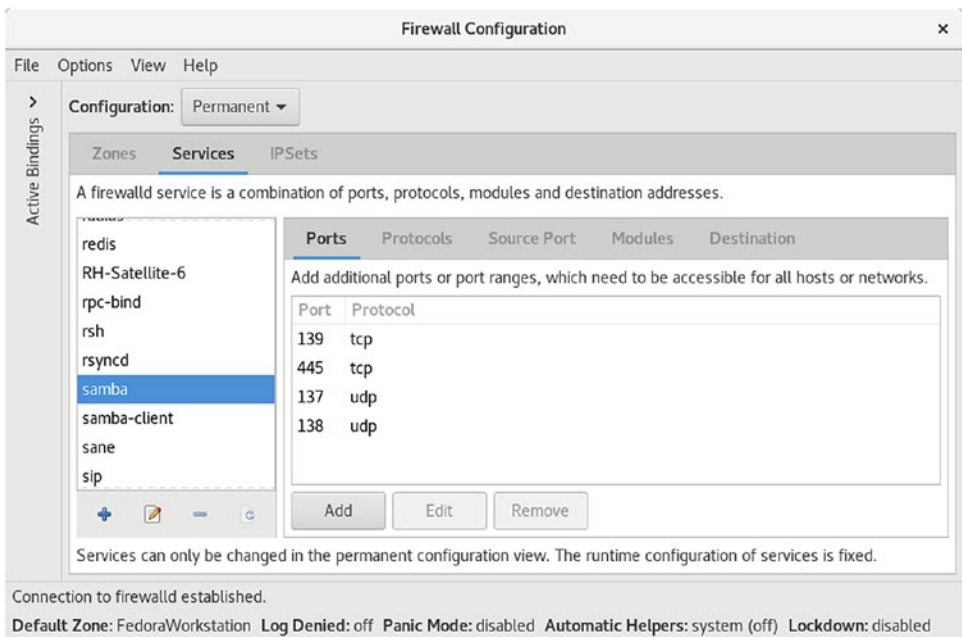 Firewall Configuration ×
File Options View Help
Active Bindings
Configuration: Permanent
Zones Services IPSets
A firewalld service is a combination of ports, protocols, modules and destination addresses.
redis
RH-Satellite-6
rpc-bind
rsh
rsyncd
samba
samba-client
sane
sip
Ports Protocols Source Port Modules Destination
Add additional ports or port ranges, which need to be accessible for all hosts or networks.
Port Protocol
139 tcp
445 tcp
137 udp
138 udp
Add Edit Remove
Services can only be changed in the permanent configuration view. The runtime configuration of services is fixed.
Connection to firewalld established.
Default Zone: FedoraWorkstation Log Denied: off Panic Mode: disabled Automatic Helpers: system (off) Lockdown: disabled